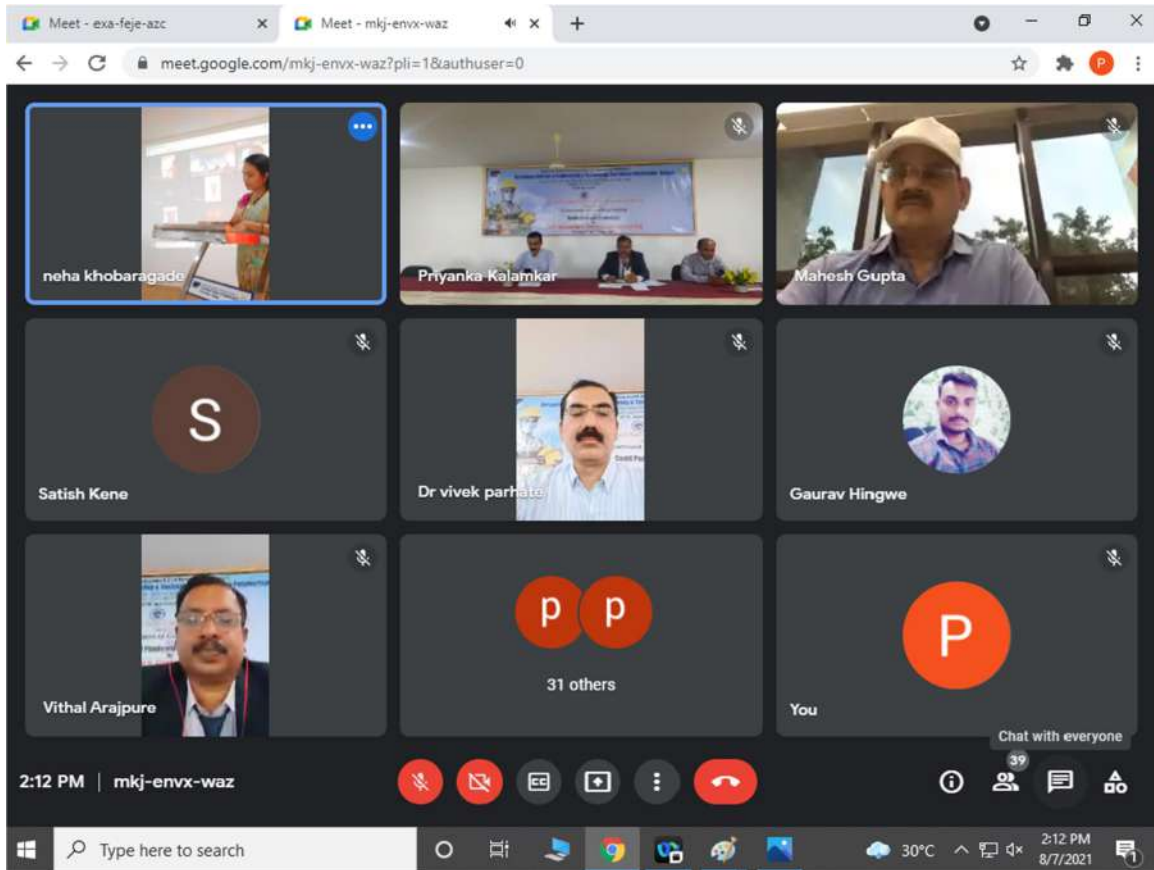 Meet - exa-feje-azc
Meet - mkj-envx-waz
meet.google.com/mkj-envx-waz?pli=1&authuser=0
P
neha khobaragade
Priyanka Kalamkar
Mahesh Gupta
S
Satish Kene
Dr vivek parhate
Gaurav Hingwe
Vithal Arajpure
p p
31 others
P
You
Chat with everyone
39
2:12 PM | mkj-envx-waz
CC
Type here to search
30°C
2:12 PM
8/7/2021
1